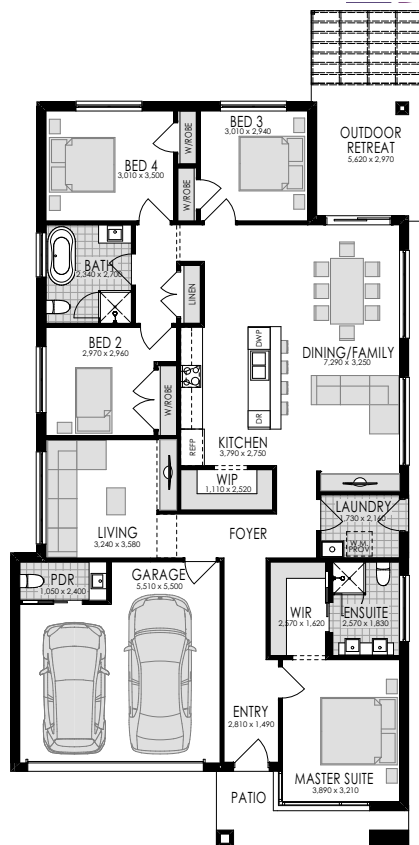 BED 4
3,010 x 3,500
W/ROBE
W/ROBE
BED 3
3,010 x 2,940
OUTDOOR
RETREAT
5,620 x 2,970
BATH
2,340 x 2,700
LINEN
BED 2
2,970 x 2,960
W/ROBE
DWP
DR
REFP
KITCHEN
3,790 x 2,750
DINING/FAMILY
7,290 x 3,250
WIP
1,110 x 2,520
LIVING
3,240 x 3,580
FOYER
LAUNDRY
1,730 x 2,160
W.M.
PROV
PDR
1,050 x 2,400
GARAGE
5,510 x 5,500
WIR
2,570 x 1,620
ENSUITE
2,570 x 1,830
ENTRY
2,810 x 1,490
MASTER SUITE
3,890 x 3,210
PATIO